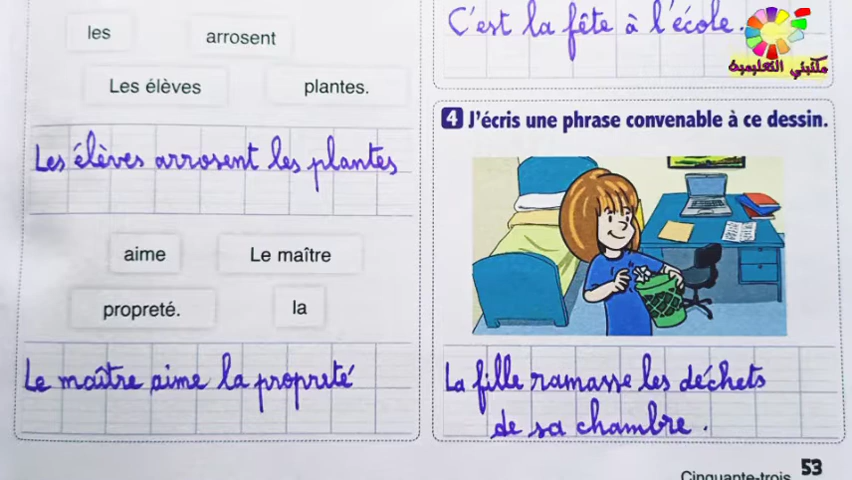 les
arrosent
Les élèves
plantes.
Les élèves arrosent les plantes
aime
Le maître
propreté.
la
Le maître aime la propreté
C'est la fête à l'école.
مكتبتي التعليمية
4 J'écris une phrase convenable à ce dessin.
La fille ramasse les déchets
de sa chambre.
Cinquante-trois 53